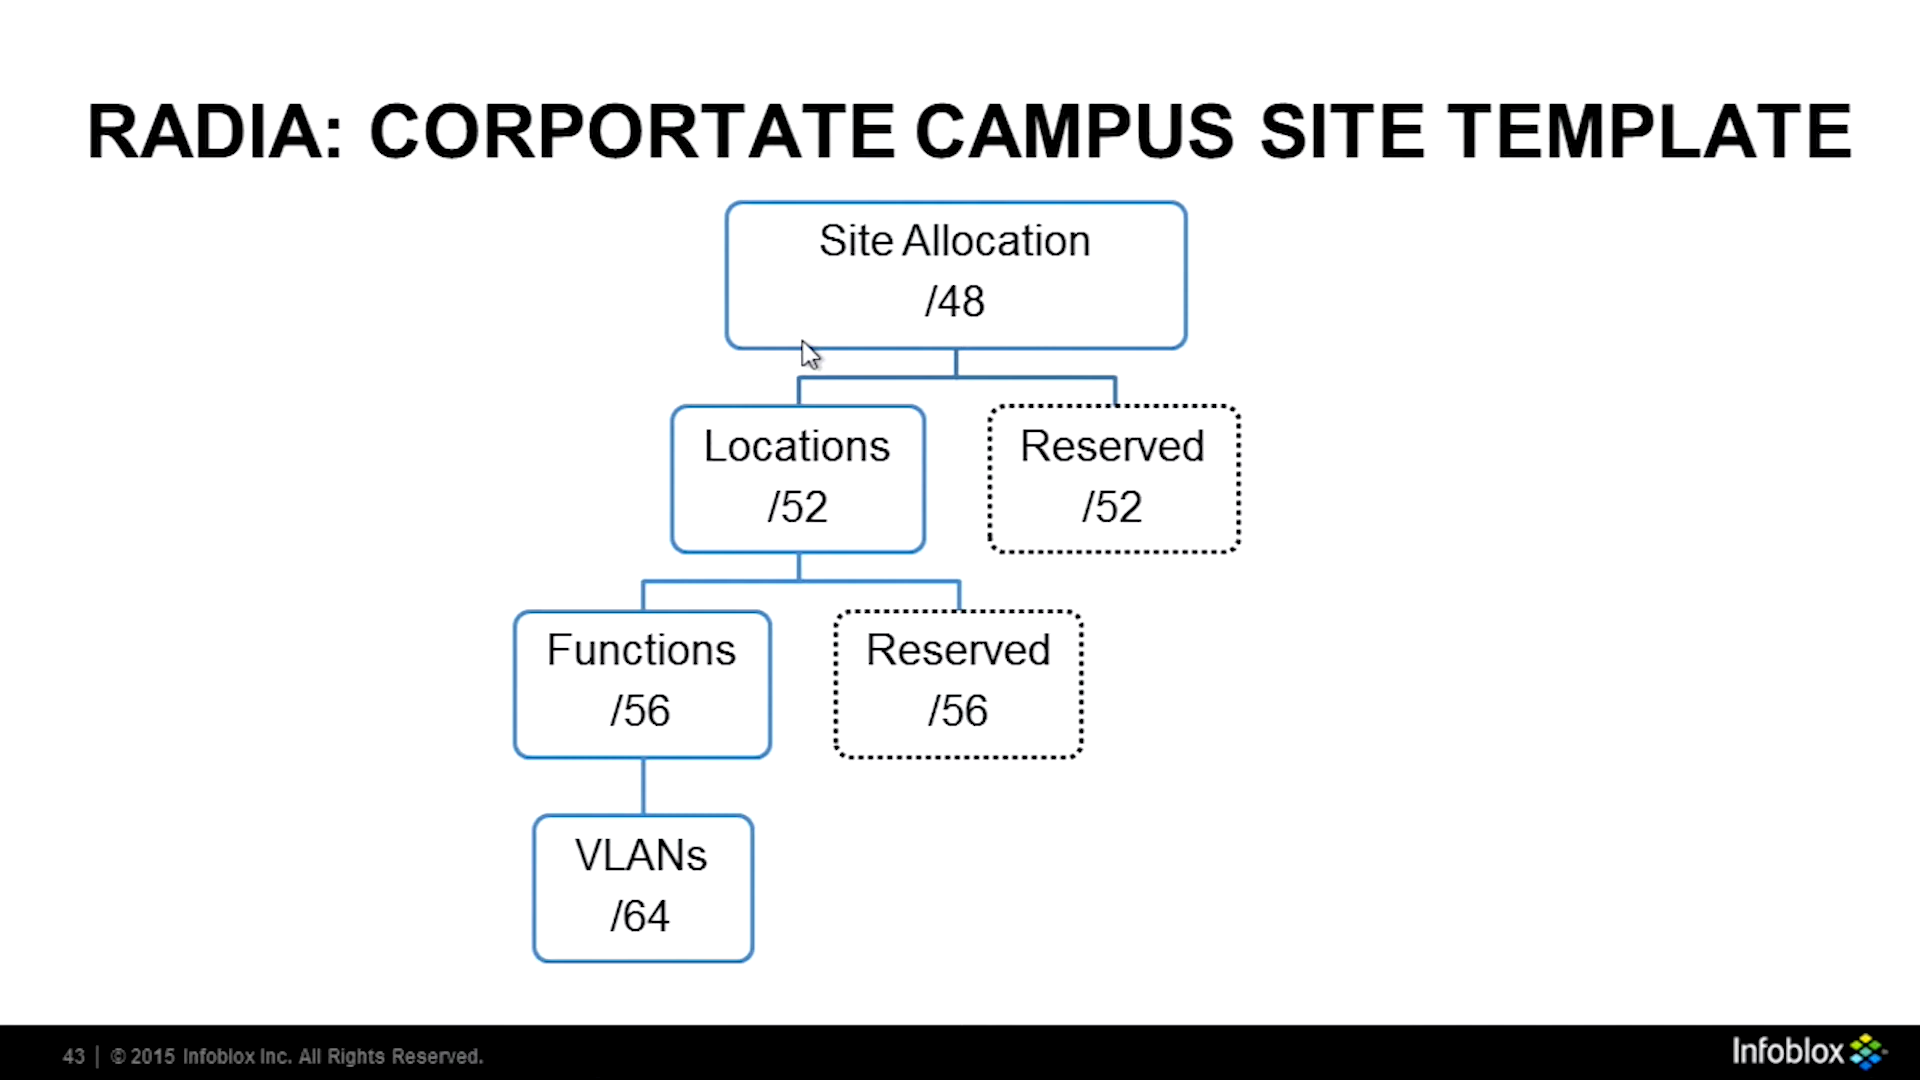 RADIA: CORPORTATE CAMPUS SITE TEMPLATE
Site Allocation
/48
Locations
/52
Reserved
/52
Functions
/56
Reserved
/56
VLANs
/64
43 | © 2015 Infoblox Inc. All Rights Reserved.
Infoblox